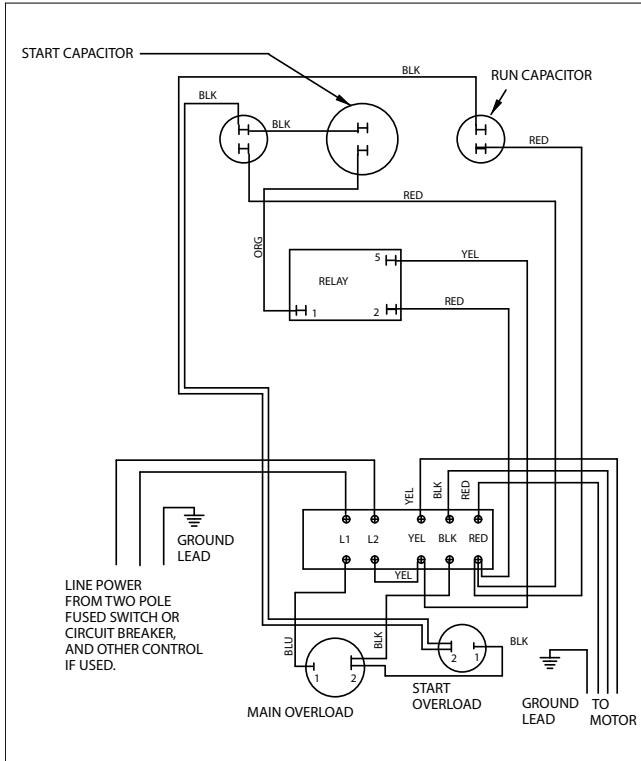 START CAPACITOR
BLK
RUN CAPACITOR
BLK
BLK
RED
RED
ORG
5
YEL
RELAY
1
2
RED
YEL
BLK
RED
GROUND
LEAD
L1 L2 YEL BLK RED
YEL
LINE POWER
FROM TWO POLE
FUSED SWITCH OR
CIRCUIT BREAKER,
AND OTHER CONTROL
IF USED.
BLU
BLK
1 2
MAIN OVERLOAD
2 1
BLK
START
OVERLOAD
GROUND
LEAD
TO
MOTOR